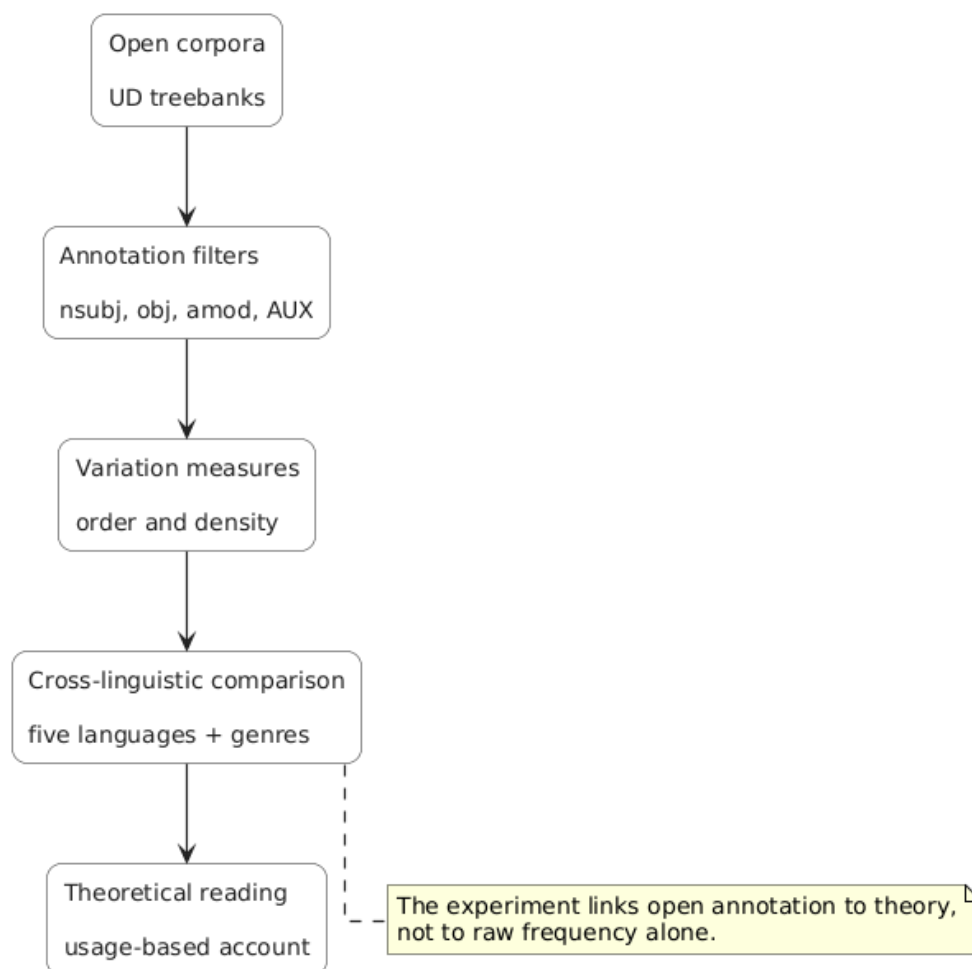 Open corpora
UD treebanks
Annotation filters
nsubj, obj, amod, AUX
Variation measures
order and density
Cross-linguistic comparison
five languages + genres
Theoretical reading
usage-based account
The experiment links open annotation to theory,
not to raw frequency alone.